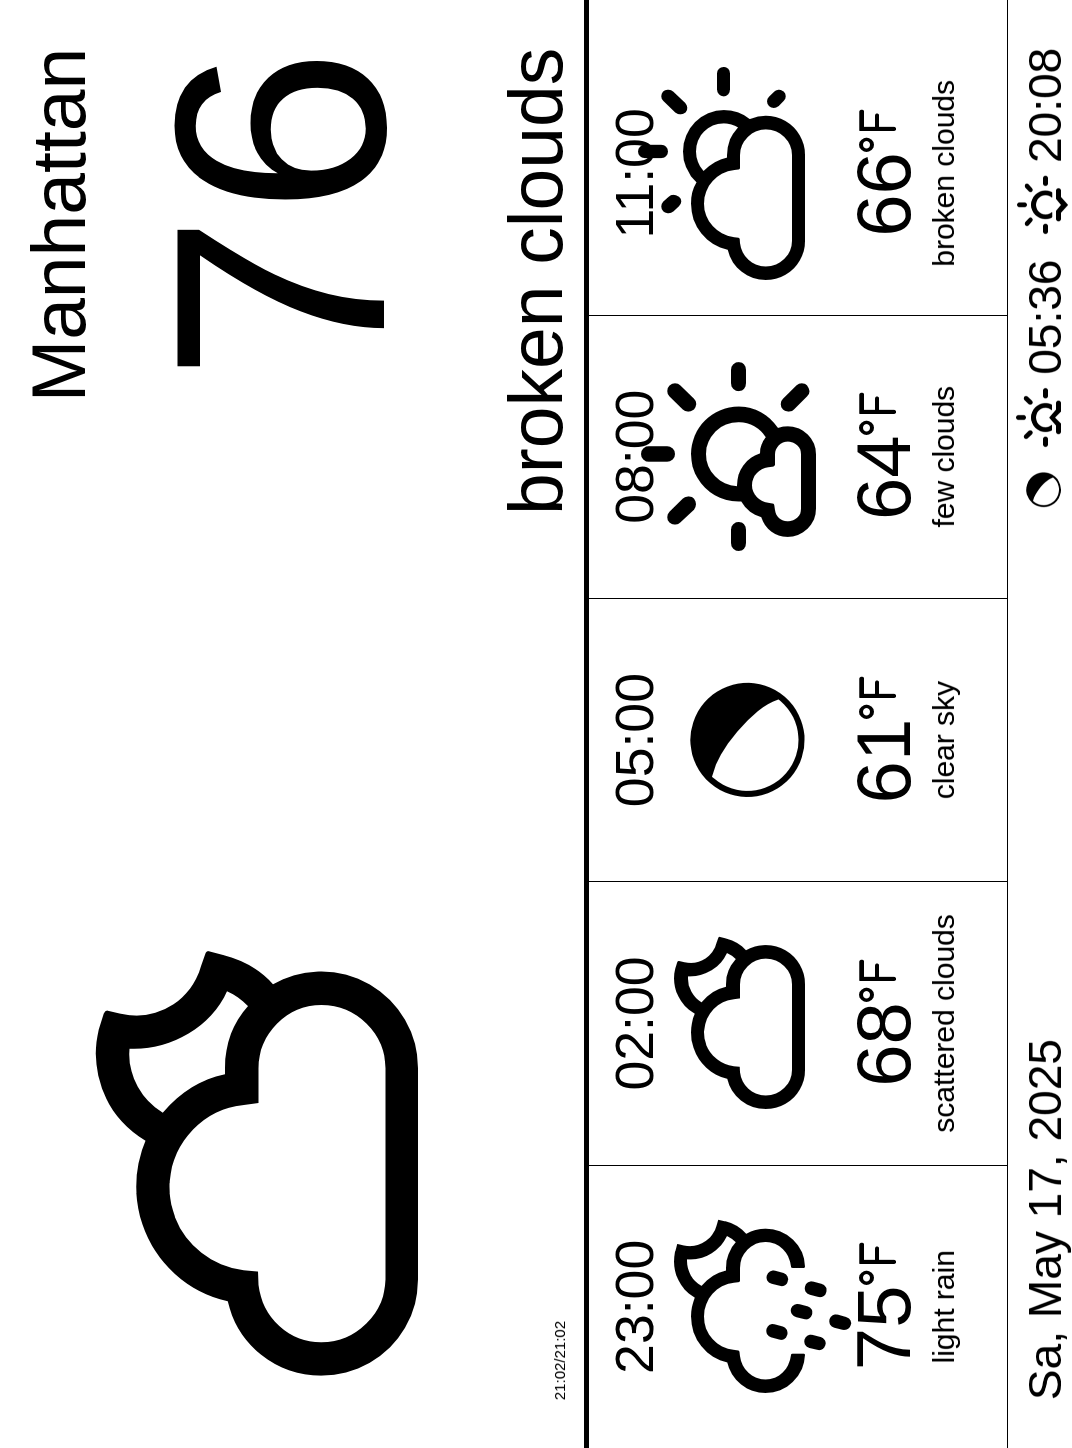 Manhattan
76
21:02/21:02 broken clouds
23:00 02:00 05:00 08:00 11:00
75°F 68°F 61°F 64°F 66°F
light rain scattered clouds clear sky few clouds broken clouds
Sa, May 17, 2025 05:36 20:08